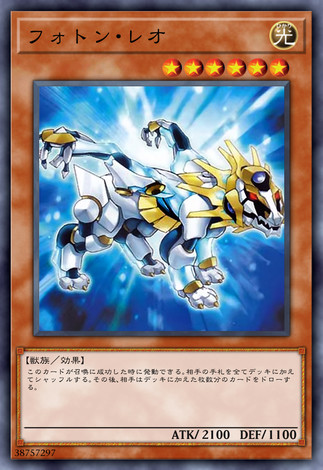 フォトン・レオ
光
【獣族／効果】
このカードが召喚に成功した時に発動できる。相手の手札を全てデッキに加え
てシャッフルする。その後、相手はデッキに加えた枚数分のカードをドローす
る。
ATK/ 2100 DEF/1100
38757297